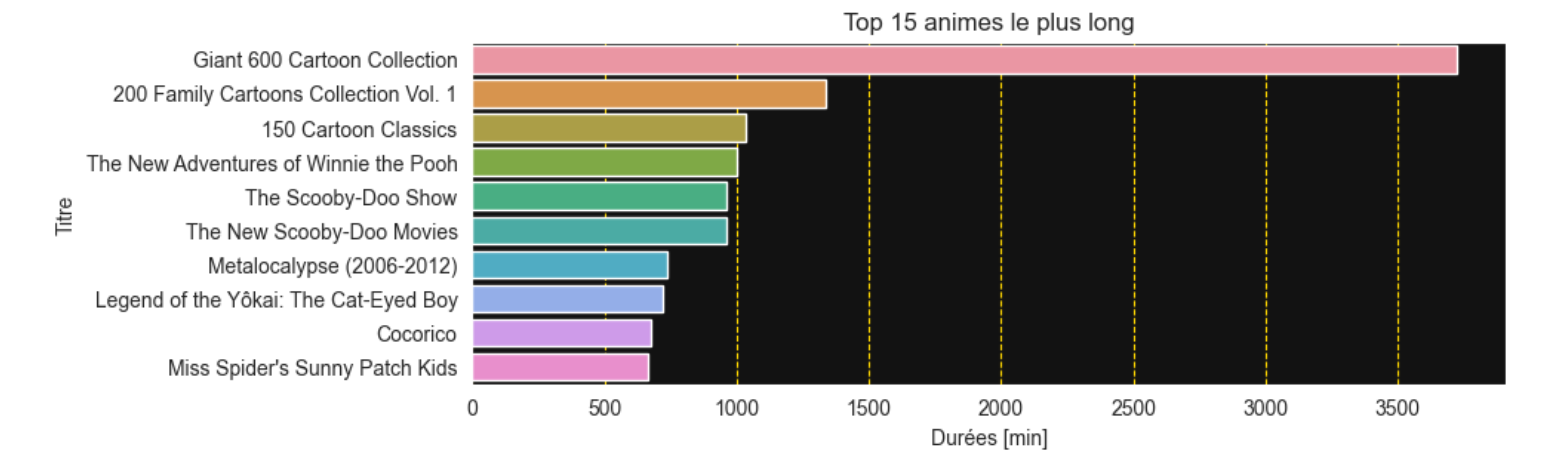 Top 15 animes le plus long
Titre
Giant 600 Cartoon Collection
200 Family Cartoons Collection Vol. 1
150 Cartoon Classics
The New Adventures of Winnie the Pooh
The Scooby-Doo Show
The New Scooby-Doo Movies
Metalocalypse (2006-2012)
Legend of the Yôkai: The Cat-Eyed Boy
Cocorico
Miss Spider's Sunny Patch Kids
0 500 1000 1500 2000 2500 3000 3500
Durées [min]